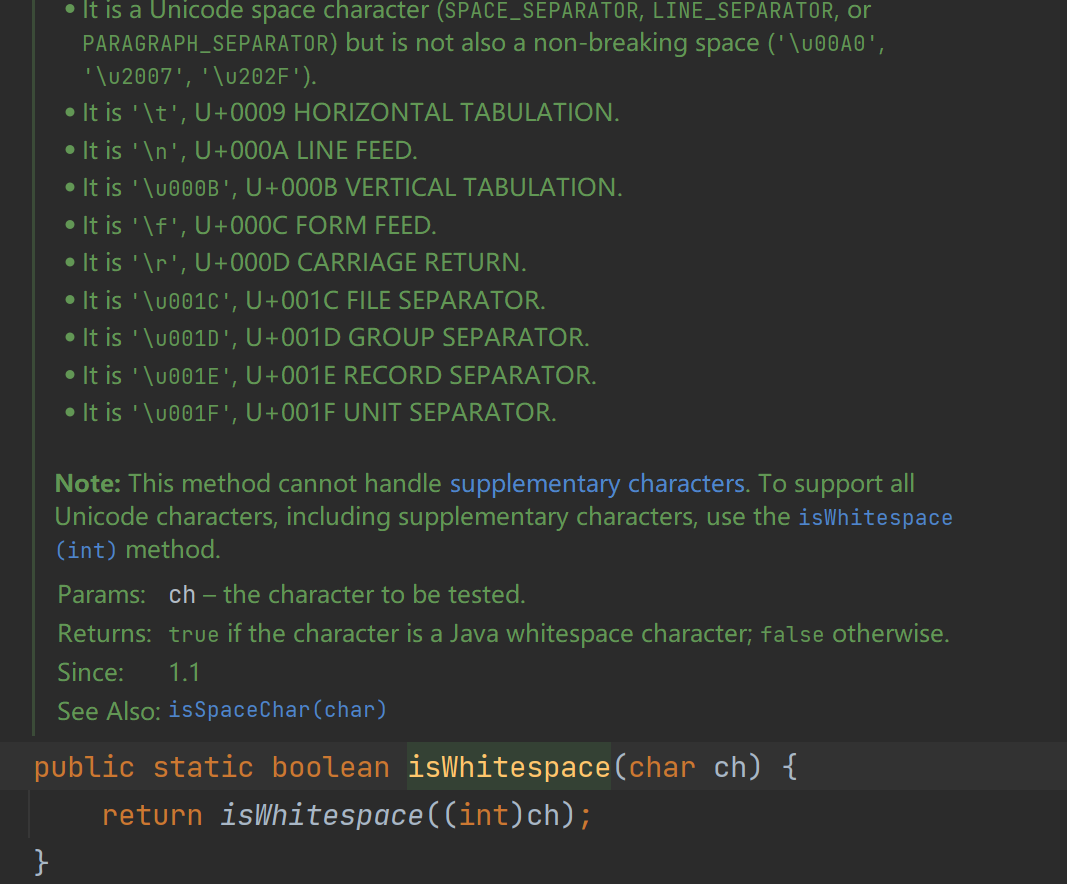 • It is a Unicode space character (SPACE_SEPARATOR, LINE_SEPARATOR, or
PARAGRAPH_SEPARATOR) but is not also a non-breaking space ('\u00A0',
'\u2007', '\u202F').
• It is '\t', U+0009 HORIZONTAL TABULATION.
• It is '\n', U+000A LINE FEED.
• It is '\u000B', U+000B VERTICAL TABULATION.
• It is '\f', U+000C FORM FEED.
• It is '\r', U+000D CARRIAGE RETURN.
• It is '\u001C', U+001C FILE SEPARATOR.
• It is '\u001D', U+001D GROUP SEPARATOR.
• It is '\u001E', U+001E RECORD SEPARATOR.
• It is '\u001F', U+001F UNIT SEPARATOR.
Note: This method cannot handle supplementary characters. To support all
Unicode characters, including supplementary characters, use the isWhitespace
(int) method.
Params: ch – the character to be tested.
Returns: true if the character is a Java whitespace character; false otherwise.
Since: 1.1
See Also: isSpaceChar(char)
public static boolean isWhitespace(char ch) {
    return isWhitespace((int)ch);
}